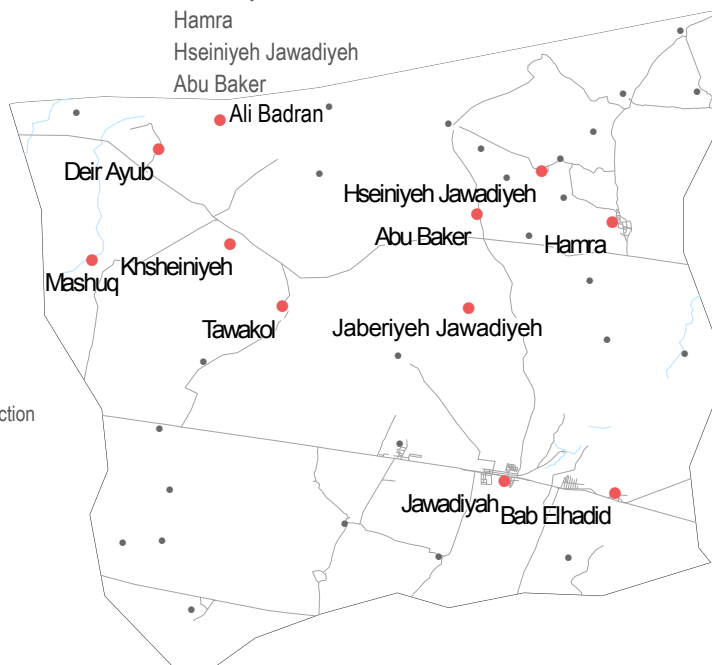 Hamra
Hseiniyeh Jawadiyeh
Abu Baker
Ali Badran
Deir Ayub
Hseiniyeh Jawadiyeh
Abu Baker
Hamra
Khsheiniyeh
Mashuq
Tawakol
Jaberiyeh Jawadiyeh
ction
Jawadiyah
Bab Elhadid